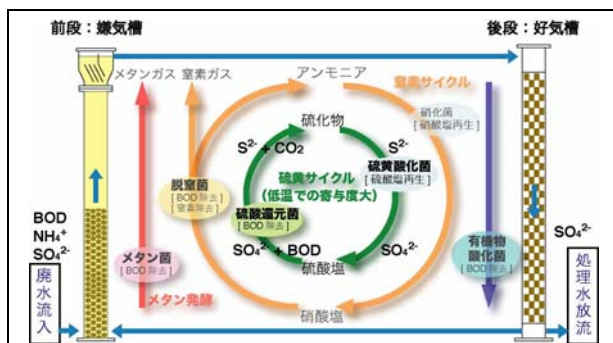 前段：嫌気槽
後段：好気槽
メタンガス 窒素ガス アンモニア
窒素サイクル
硝化菌
[硝酸塩再生]
硫化物
S²⁻ + CO₂
S²⁻
硫黄サイクル
(低温での寄与度大)
硫黄酸化菌
[硫酸塩再生]
脱窒菌
[BOD除去]
[窒素除去]
硫酸還元菌
[BOD除去]
SO₄²⁻ + BOD
SO₄²⁻
硫酸塩
メタン菌
[BOD除去]
メタン発酵
硝酸塩
有機物
酸化菌
[BOD除去]
BOD
NH₄⁺
SO₄²⁻
廃水流入
SO₄²⁻
処理水放流